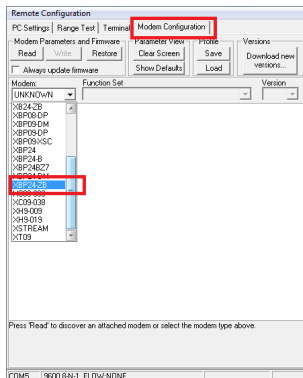 Remote Configuration
PC Settings Range Test Terminal Modem Configuration
Modem Parameters and Firmware Parameter View Profile Versions
Read Write Restore Clear Screen Save Download new versions...
Always update firmware Show Defaults Load
Modem: Function Set Version
UNKNOWN
XB24-ZB
XBP08-DP
XBP09-DM
XBP09-DP
XBP09-XSC
XBP24
XBP24-B
XBP24BZ7
XBP24-DM
XBP24-ZB
XC09-038
XH9-009
XH9-019
XSTREAM
XT09
Press 'Read' to discover an attached modem or select the modem type above.
COM5 9600 8-N-1 FLOW:NONE